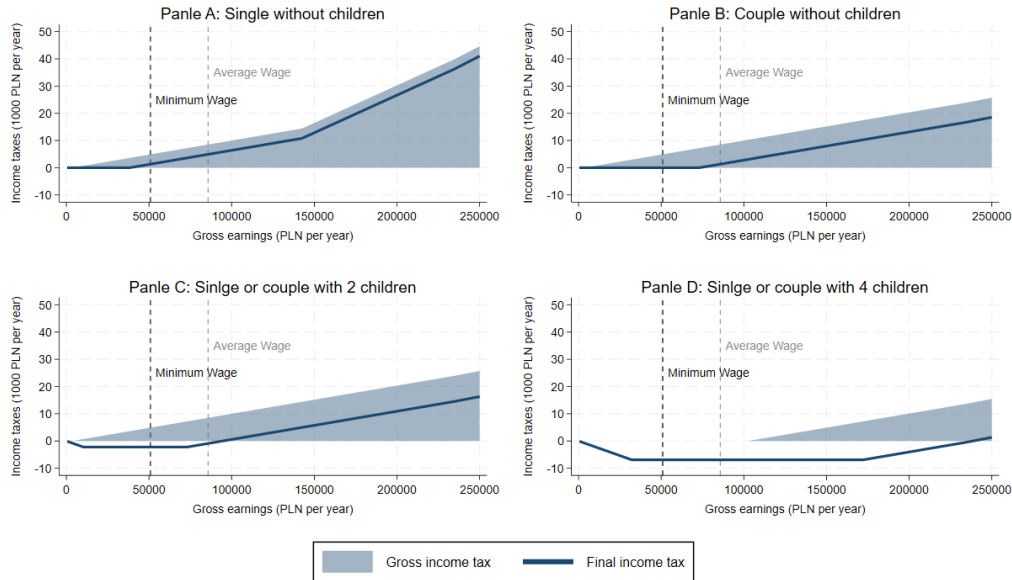 Panle A: Single without children
Income taxes (1000 PLN per year)
50
40
30
20
10
0
-10
Average Wage
Minimum Wage
0 50000 100000 150000 200000 250000
Gross earnings (PLN per year)
Panle B: Couple without children
Income taxes (1000 PLN per year)
50
40
30
20
10
0
-10
Average Wage
Minimum Wage
0 50000 100000 150000 200000 250000
Gross earnings (PLN per year)
Panle C: Sinlge or couple with 2 children
Income taxes (1000 PLN per year)
50
40
30
20
10
0
-10
Average Wage
Minimum Wage
0 50000 100000 150000 200000 250000
Gross earnings (PLN per year)
Panle D: Sinlge or couple with 4 children
Income taxes (1000 PLN per year)
50
40
30
20
10
0
-10
Average Wage
Minimum Wage
0 50000 100000 150000 200000 250000
Gross earnings (PLN per year)
Gross income tax Final income tax